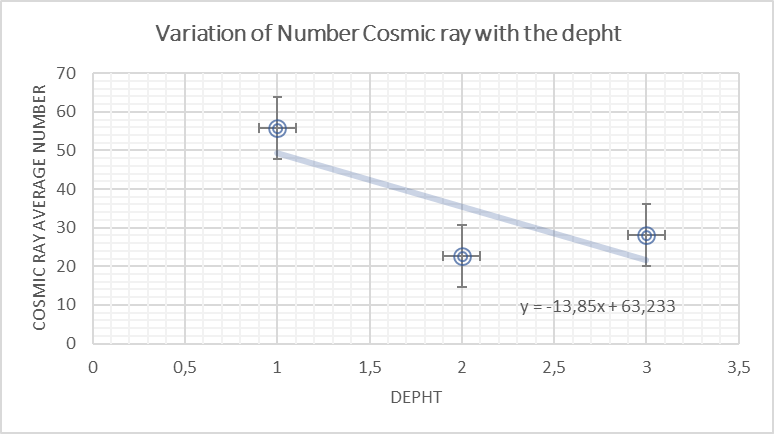 Variation of Number Cosmic ray with the depht
COSMIC RAY AVERAGE NUMBER
70
60
50
40
30
20
10
0
y = -13,85x + 63,233
0 0,5 1 1,5 2 2,5 3 3,5
DEPHT